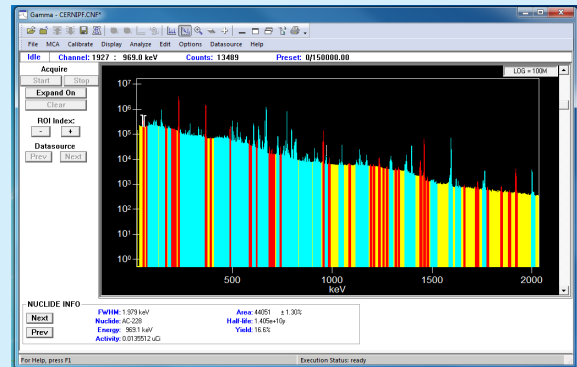 Gamma - CERNIPF.CNF*
File MCA Calibrate Display Analyze Edit Options Datasource Help
Idle Channel: 1927 : 969.0 keV Counts: 13489 Preset: 0/150000.00
Acquire
Start Step
Expand On
Clear
ROI Index:
- +
Datasource
Prev Next
LOG = 100M
10⁷
10⁶
10⁵
10⁴
10³
10²
10¹
10⁰
500 1000 1500 2000
keV
NUCLIDE INFO
Next
Prev
FWHM: 1.979 keV Area: 44051 ± 1.30%
Nuclide: AC-228 Half-life: 1.405e+10y
Energy: 969.1 keV Yield: 16.6%
Activity: 0.0135512 uCi
For Help, press F1 Execution Status: ready